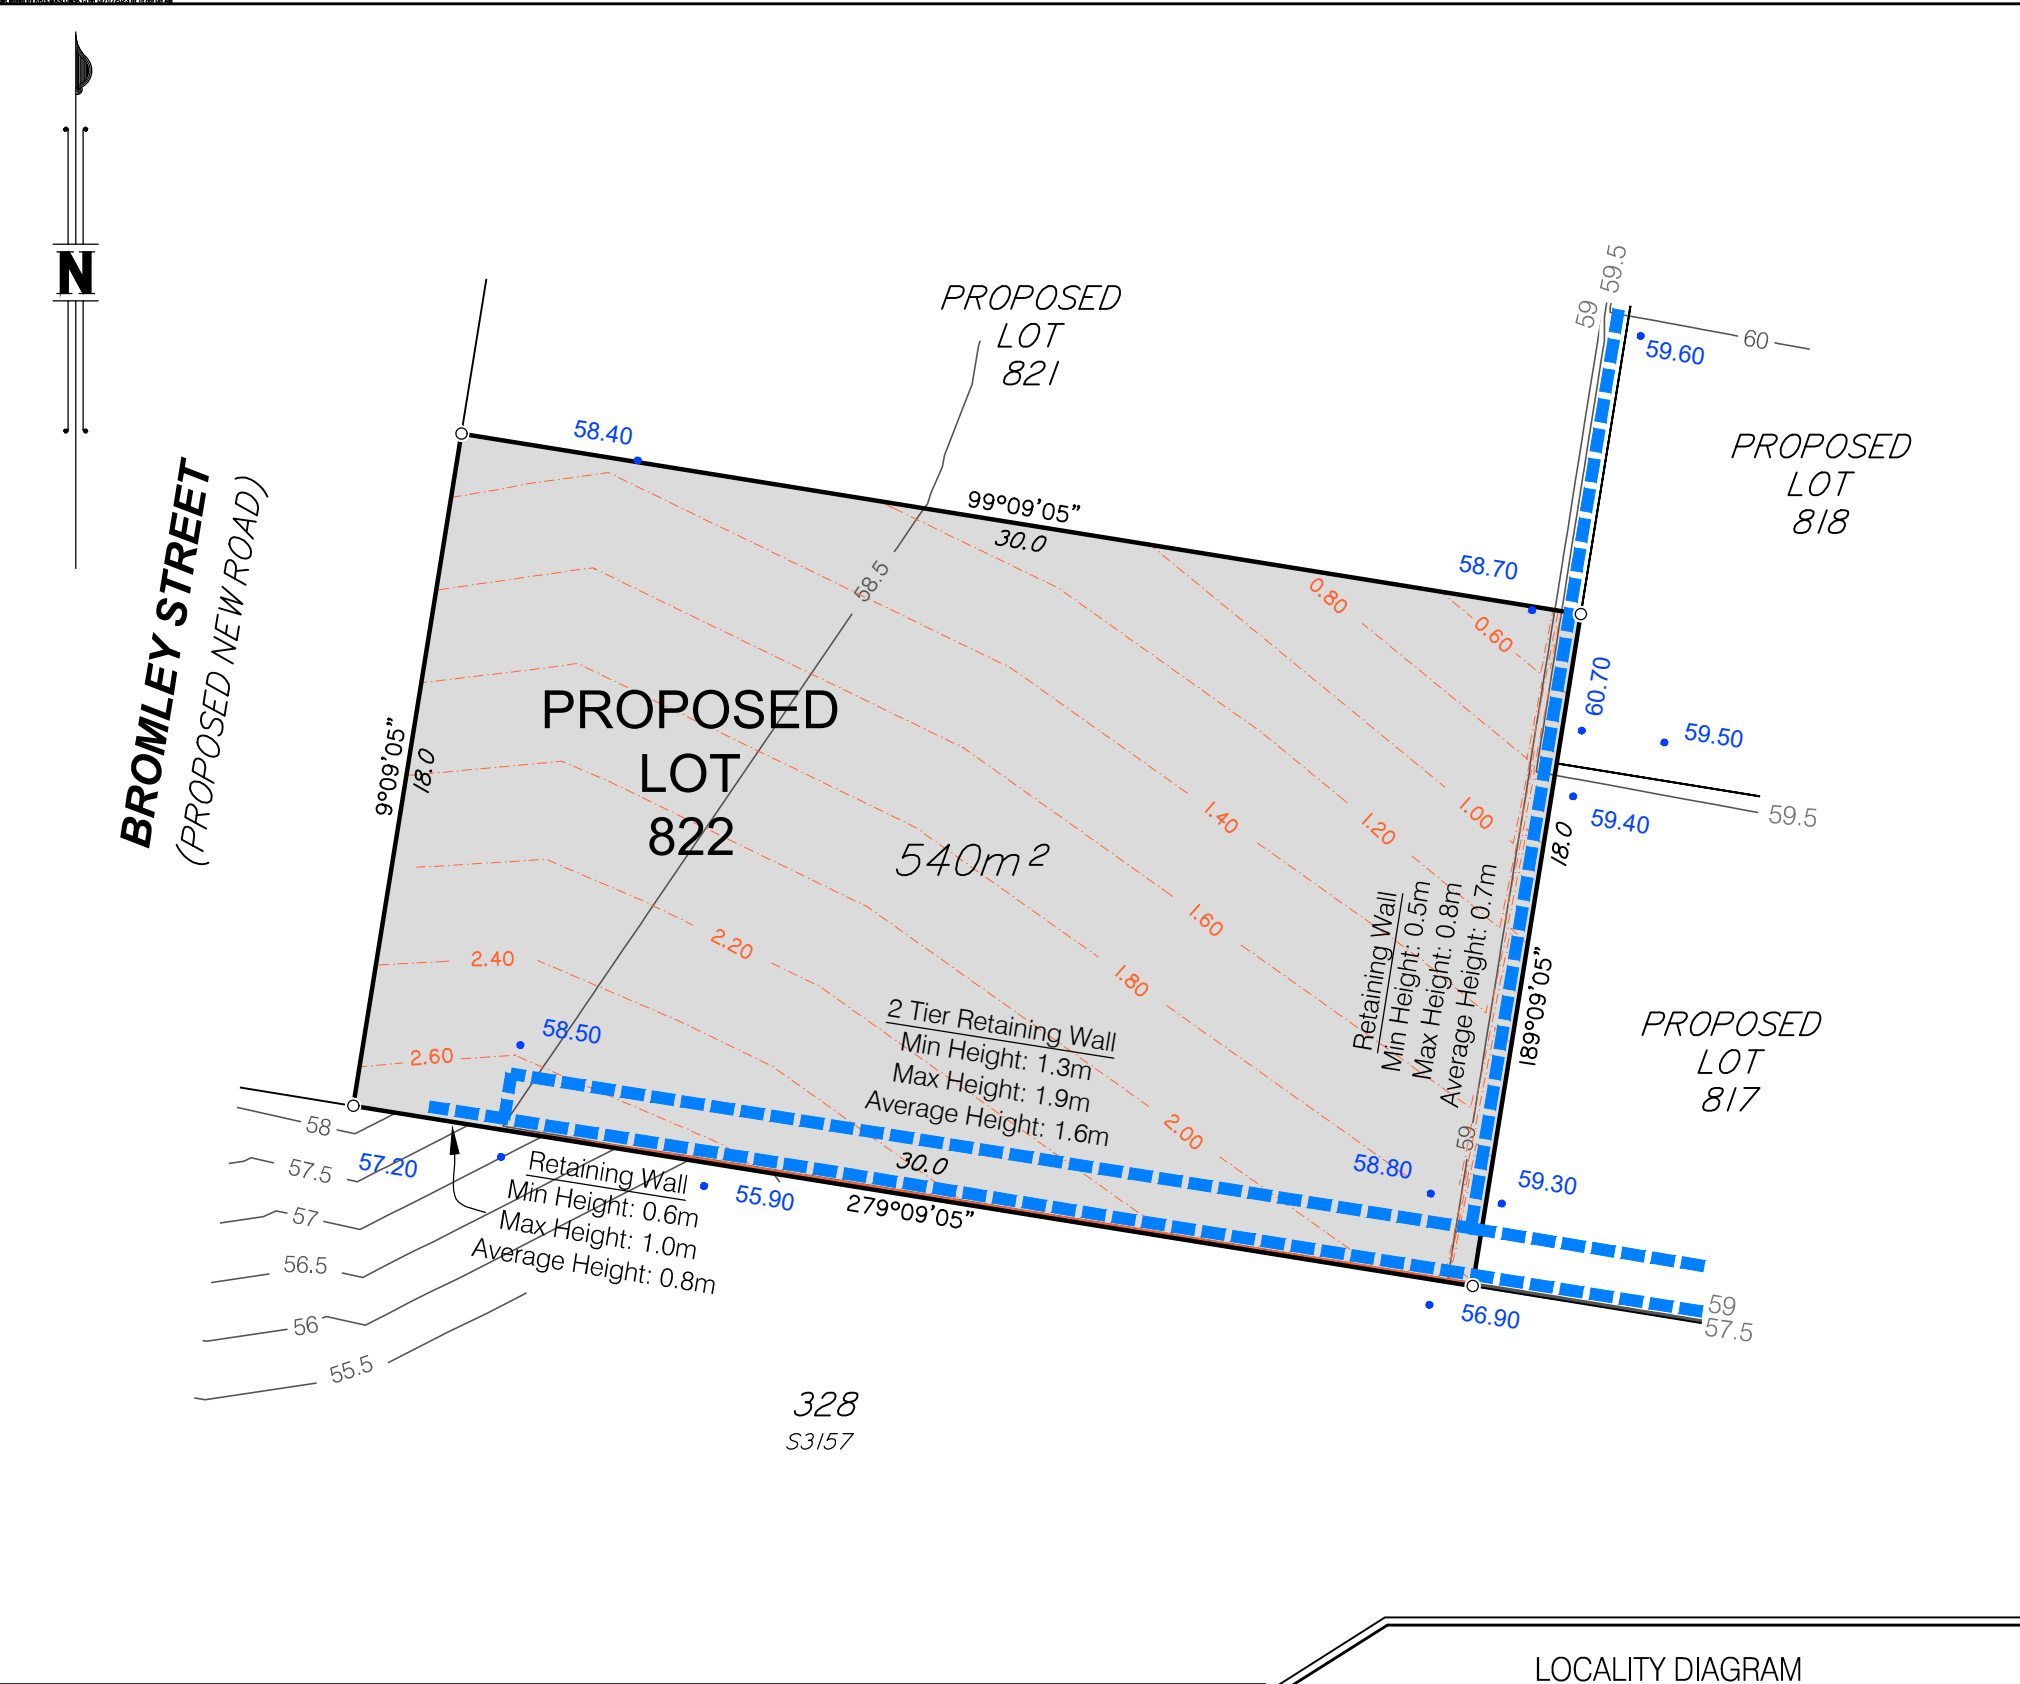 N
BROMLEY STREET
(PROPOSED NEW ROAD)
PROPOSED
LOT
821
59
59.5
60
59.60
PROPOSED
LOT
818
58.40
99°09'05"
30.0
58.70
58.5
0.80
0.60
60.70
59.50
59.5
59.40
9°09'05"
18.0
PROPOSED
LOT
822
540m²
1.40
1.20
1.00
1.60
1.80
2.00
2.20
2.40
2.60
18.0
189°09'05"
Retaining Wall
Min Height: 0.5m
Max Height: 0.8m
Average Height: 0.7m
PROPOSED
LOT
817
58.50
2 Tier Retaining Wall
Min Height: 1.3m
Max Height: 1.9m
Average Height: 1.6m
59
58.80
59.30
30.0
279°09'05"
58
57.5
57
56.5
56
55.5
57.20
55.90
Retaining Wall
Min Height: 0.6m
Max Height: 1.0m
Average Height: 0.8m
56.90
59
57.5
328
S3157
LOCALITY DIAGRAM